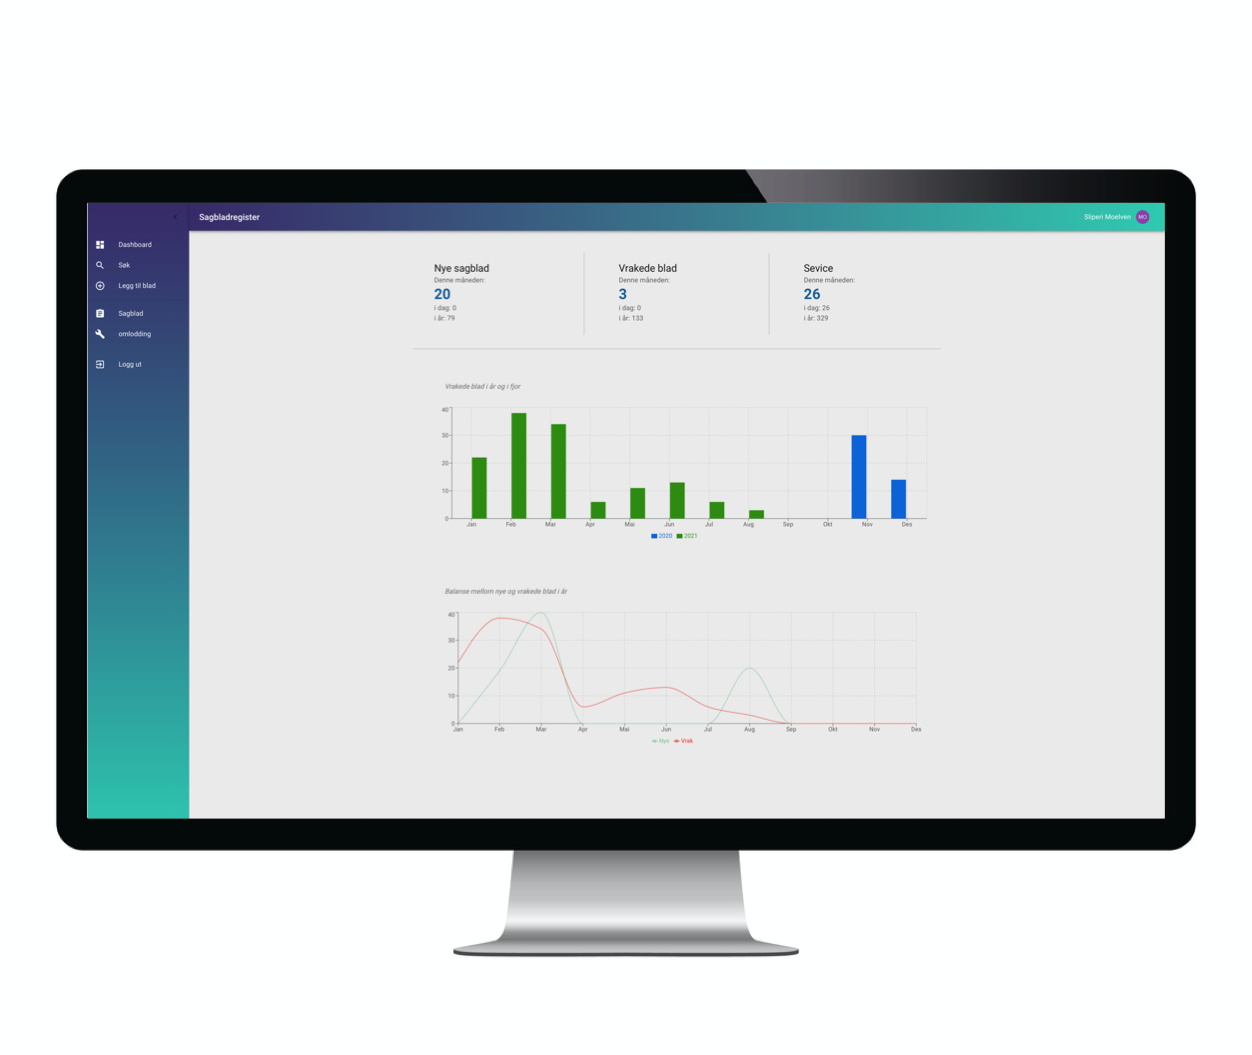 Sagbladregister
Sliperi Moelven
MO
Dashboard
Søk
Legg til blad
Sagblad
omlodding
Logg ut
Nye sagblad
Denne måneden:
20
i dag: 0
i år: 79
Vrakede blad
Denne måneden:
3
i dag: 0
i år: 133
Sevice
Denne måneden:
26
i dag: 26
i år: 329
Vrakede blad i år og i fjor
40
30
20
10
0
Jan Feb Mar Apr Mai Jun Jul Aug Sep Okt Nov Des
2020 2021
Balanse mellom nye og vrakede blad i år
40
30
20
10
0
Jan Feb Mar Apr Mai Jun Jul Aug Sep Okt Nov Des
Nye Vrak